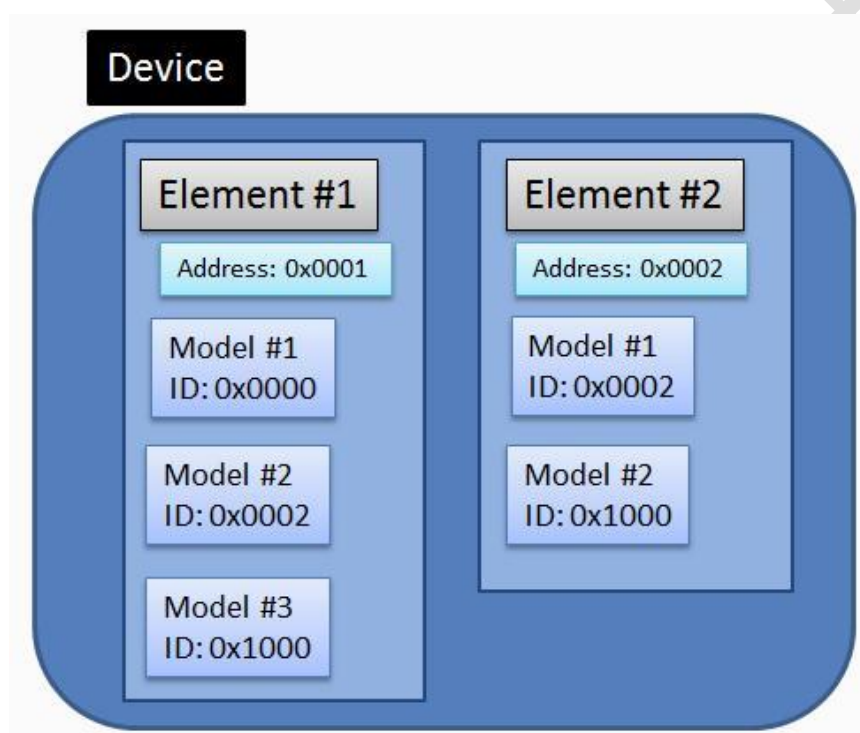 Device
Element #1
Address: 0x0001
Model #1
ID: 0x0000
Model #2
ID: 0x0002
Model #3
ID: 0x1000
Element #2
Address: 0x0002
Model #1
ID: 0x0002
Model #2
ID: 0x1000